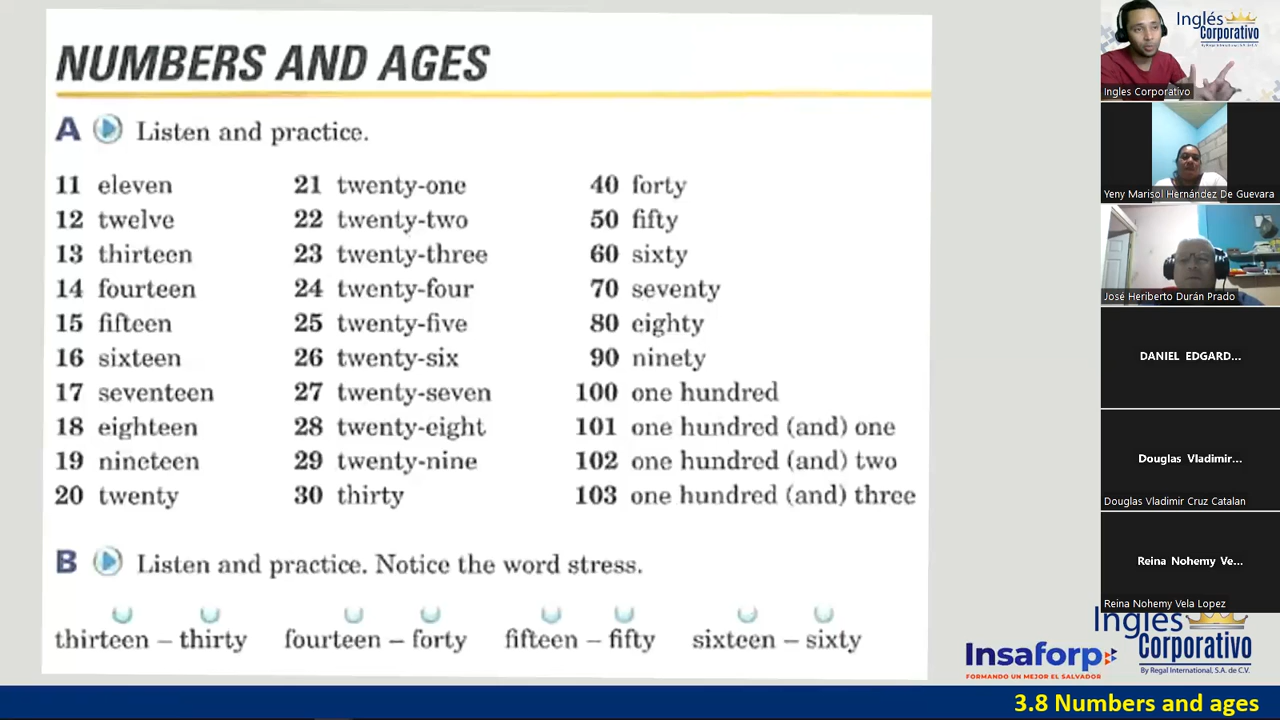 NUMBERS AND AGES
A Listen and practice.
11 eleven 21 twenty-one 40 forty
12 twelve 22 twenty-two 50 fifty
13 thirteen 23 twenty-three 60 sixty
14 fourteen 24 twenty-four 70 seventy
15 fifteen 25 twenty-five 80 eighty
16 sixteen 26 twenty-six 90 ninety
17 seventeen 27 twenty-seven 100 one hundred
18 eighteen 28 twenty-eight 101 one hundred (and) one
19 nineteen 29 twenty-nine 102 one hundred (and) two
20 twenty 30 thirty 103 one hundred (and) three
B Listen and practice. Notice the word stress.
thirteen – thirty fourteen – forty fifteen – fifty sixteen – sixty
Inglés
Corporativo
By Regal International, S.A. de C.V.
Ingles Corporativo
Yeny Marisol Hernández De Guevara
José Heriberto Durán Prado
DANIEL EDGARD...
Douglas Vladimir...
Douglas Vladimir Cruz Catalan
Reina Nohemy Ve...
Reina Nohemy Vela Lopez
Insaforp
FORMANDO UN MEJOR EL SALVADOR
Inglés
Corporativo
By Regal International, S.A. de C.V.
3.8 Numbers and ages